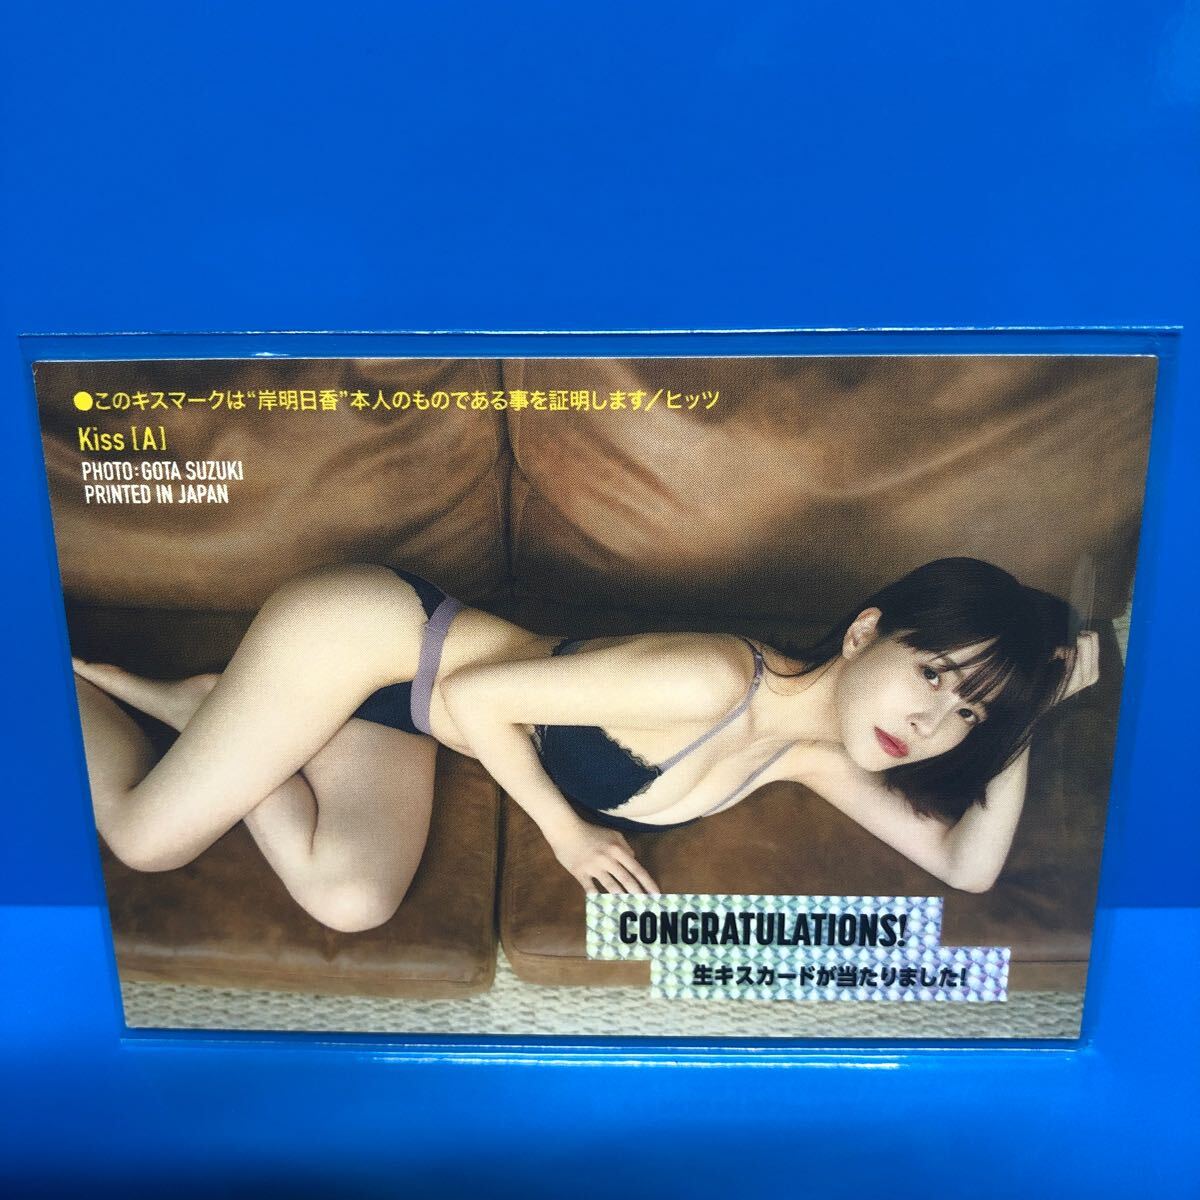 ●このキスマークは“岸明日香”本人のものである事を証明します/ヒッツ
Kiss [A]
PHOTO:GOTA SUZUKI
PRINTED IN JAPAN
CONGRATULATIONS!
生キスカードが当たりました!